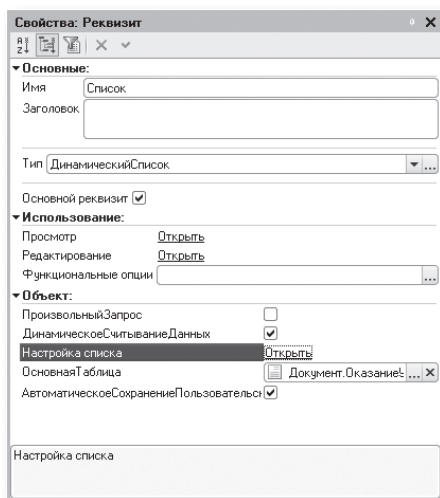 Свойства: Реквизит
Основные:
Имя Список
Заголовок
Тип ДинамическийСписок
Основной реквизит
Использование:
Просмотр Открыть
Редактирование Открыть
Функциональные опции
Объект:
ПроизвольныйЗапрос
ДинамическоеСчитываниеДанных
Настройка списка Открыть
ОсновнаяТаблица Документ.Оказание
АвтоматическоеСохранениеПользовательск
Настройка списка